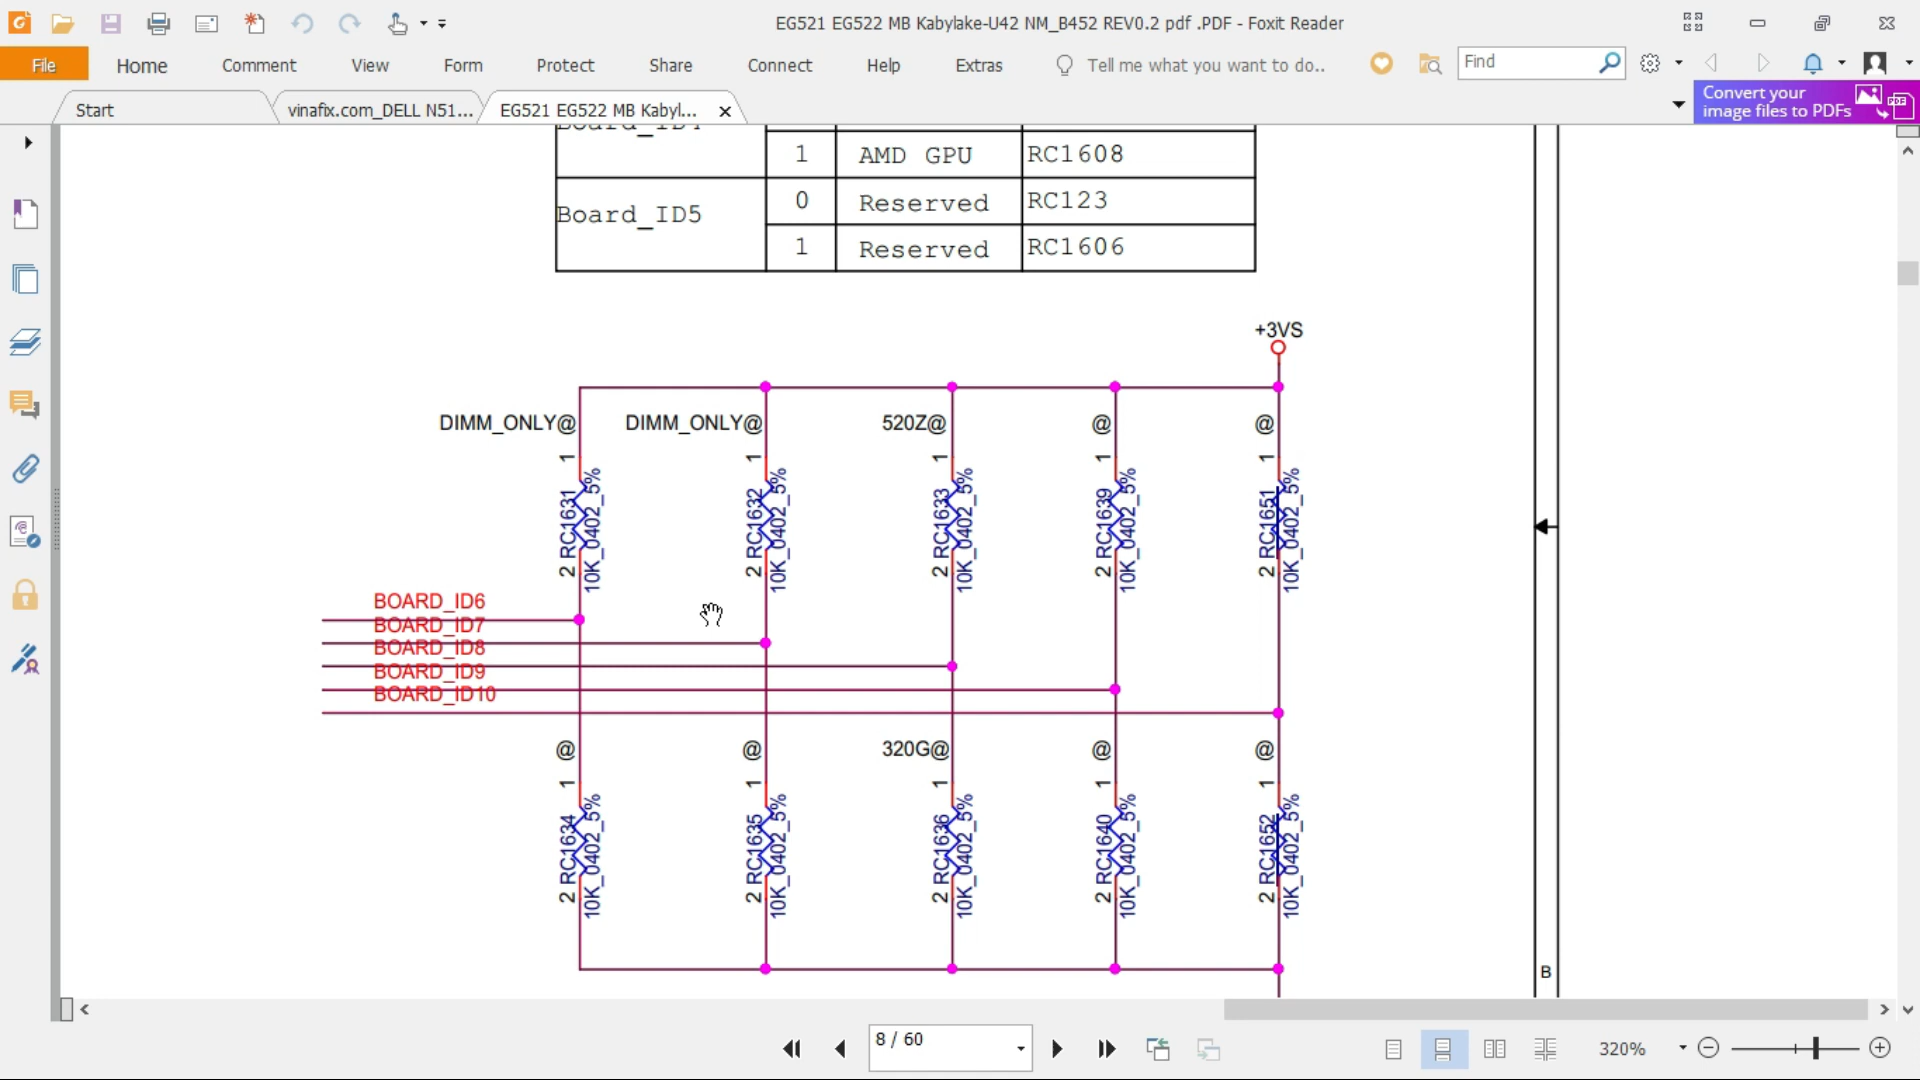 EG521 EG522 MB Kabylake-U42 NM_B452 REV0.2 pdf .PDF - Foxit Reader
File Home Comment View Form Protect Share Connect Help Extras Tell me what you want to do.. Find
Start vinafix.com_DELL N51... EG521 EG522 MB Kabyl... Convert your
image files to PDFs
PDF
1 AMD GPU RC1608
Board_ID5 0 Reserved RC123
1 Reserved RC1606
+3VS
DIMM_ONLY@ DIMM_ONLY@ 520Z@ @ @
1 1 1 1 1
RC1631 10K_0402_5% RC1632 10K_0402_5% RC1633 10K_0402_5% RC1639 10K_0402_5% RC1651 10K_0402_5%
2 2 2 2 2
BOARD_ID6
BOARD_ID7
BOARD_ID8
BOARD_ID9
BOARD_ID10
@ @ 320G@ @ @
1 1 1 1 1
RC1634 10K_0402_5% RC1635 10K_0402_5% RC1636 10K_0402_5% RC1640 10K_0402_5% RC1652 10K_0402_5%
2 2 2 2 2
B
8 / 60
320%